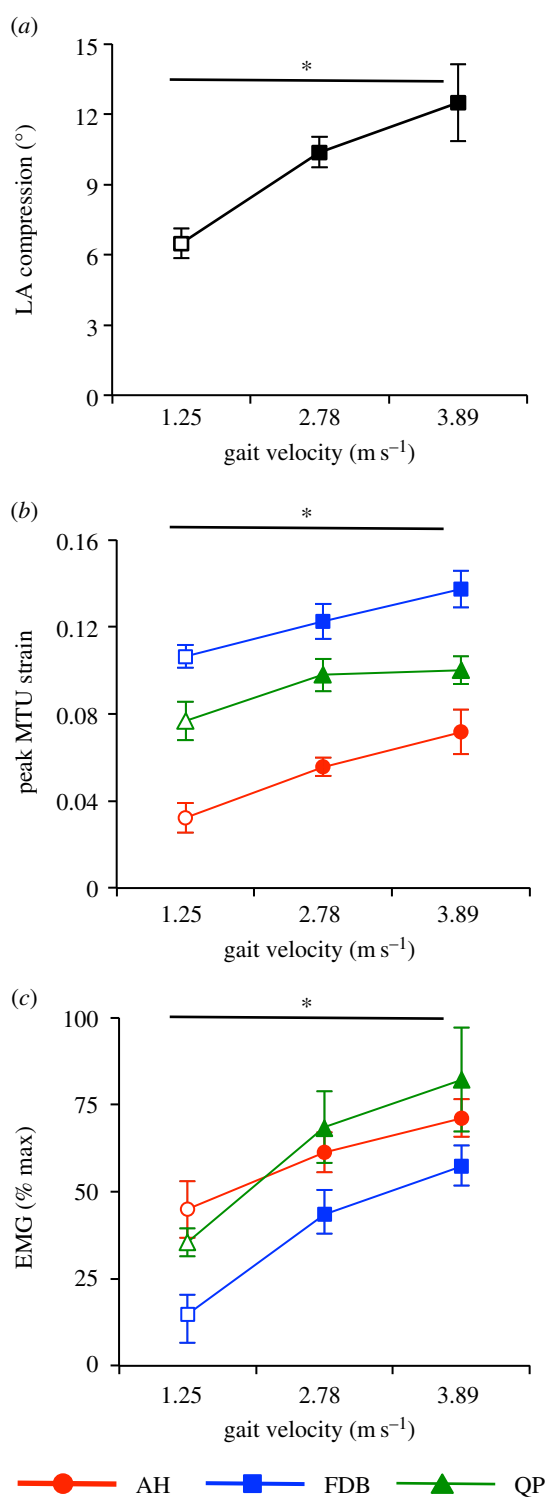 (a)
*
15
12
9
6
3
0
LA compression (°)
1.25 2.78 3.89
gait velocity (m s⁻¹)
(b)
*
0.16
0.12
0.08
0.04
0
peak MTU strain
1.25 2.78 3.89
gait velocity (m s⁻¹)
(c)
*
100
75
50
25
0
EMG (% max)
1.25 2.78 3.89
gait velocity (m s⁻¹)
AH FDB QP